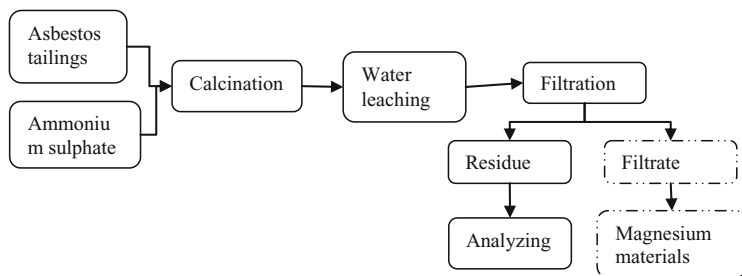 Asbestos
tailings
Ammoniu
m sulphate
Calcination
Water
leaching
Filtration
Residue
Filtrate
Analyzing
Magnesium
materials